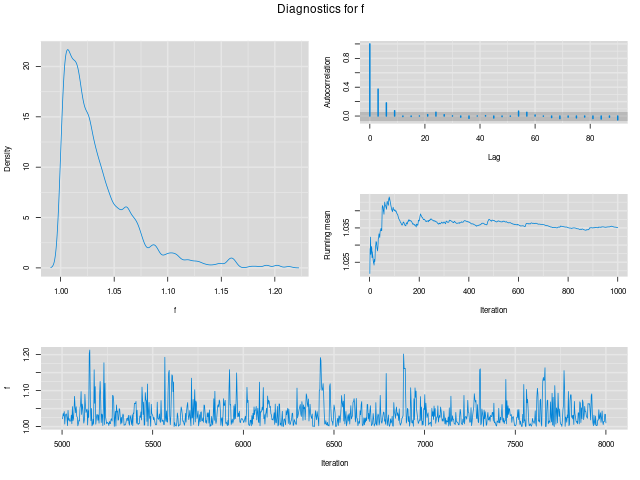 Diagnostics for f
Density
0 5 10 15 20
1.00 1.05 1.10 1.15 1.20
f
Autocorrelation
0.0 0.4 0.8
0 20 40 60 80
Lag
Running mean
1.025 1.035
0 200 400 600 800 1000
Iteration
f
1.00 1.10 1.20
5000 5500 6000 6500 7000 7500 8000
Iteration